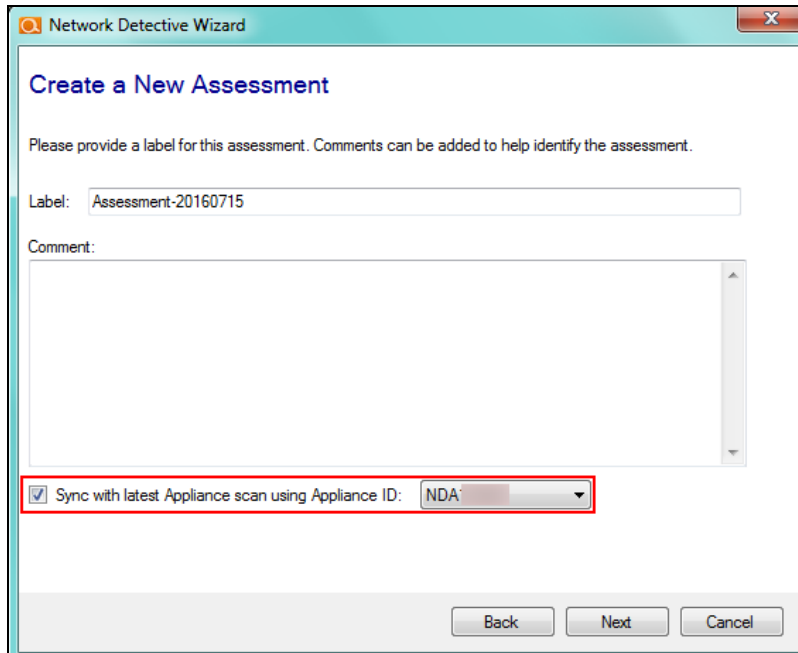 Network Detective Wizard
Create a New Assessment
Please provide a label for this assessment. Comments can be added to help identify the assessment.
Label: Assessment-20160715
Comment:
Sync with latest Appliance scan using Appliance ID: NDA
Back Next Cancel